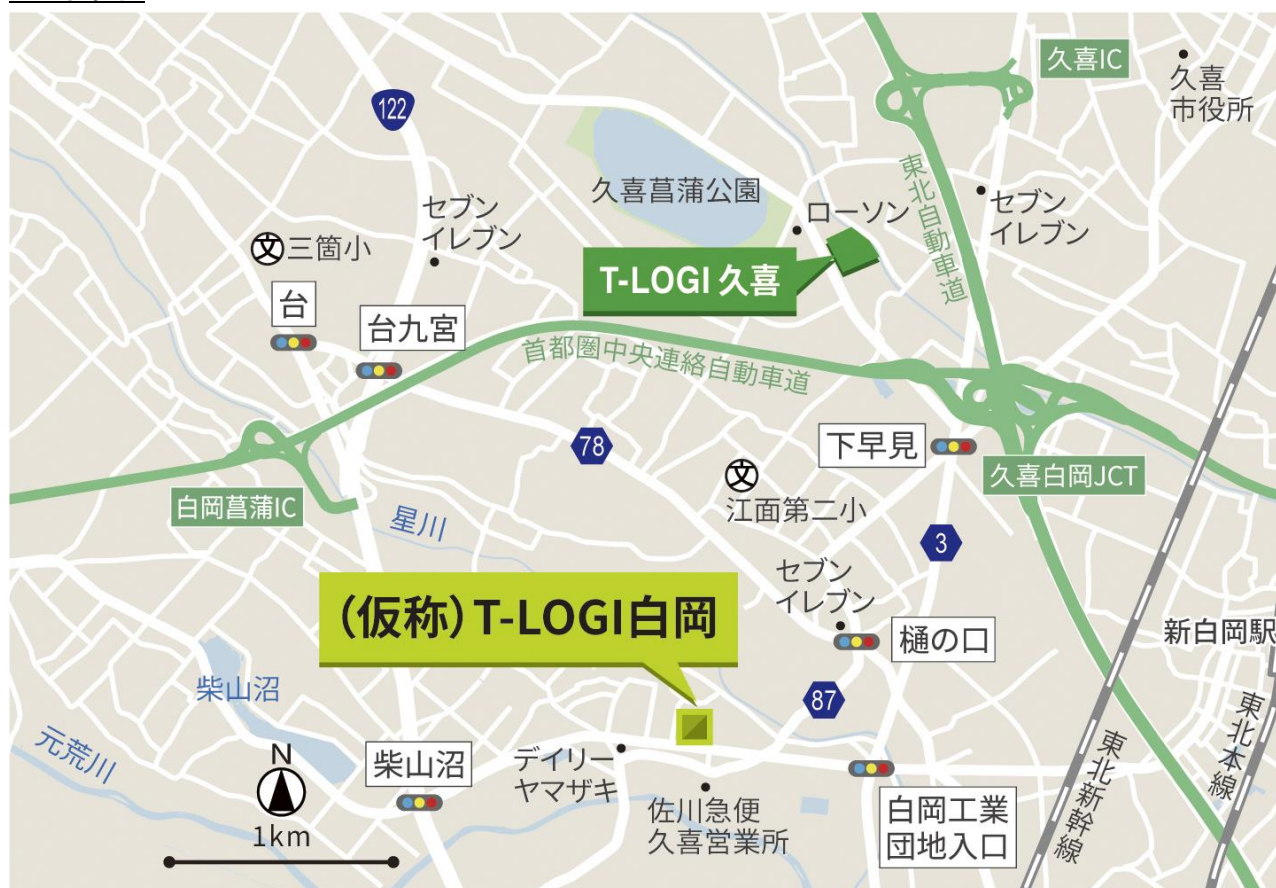 久喜IC
久喜
市役所
122
東北自動車道
久喜菖蒲公園
ローソン
セブン
イレブン
セブン
イレブン
三箇小
文
T-LOGI 久喜
台
台九宮
首都圏中央連絡自動車道
78
下早見
文
江面第二小
久喜白岡JCT
白岡菖蒲IC
星川
3
セブン
イレブン
(仮称)T-LOGI白岡
樋の口
新白岡駅
柴山沼
87
元荒川
N
1km
柴山沼
デイリー
ヤマザキ
佐川急便
久喜営業所
白岡工業
団地入口
東北新幹線
東北本線